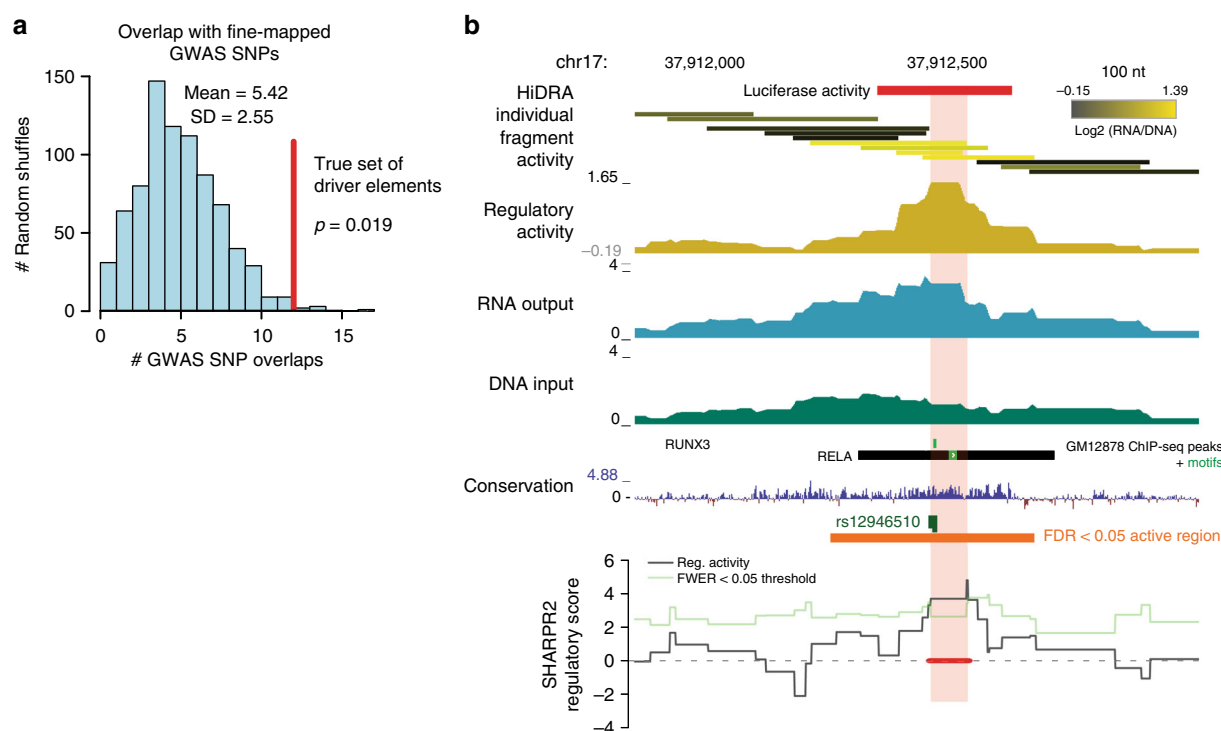 a
Overlap with fine-mapped
GWAS SNPs
Mean = 5.42
SD = 2.55
True set of
driver elements
p = 0.019
# Random shuffles
150
100
50
0
0
5
10
15
# GWAS SNP overlaps
b
chr17:
37,912,000
37,912,500
100 nt
–0.15
1.39
Log2 (RNA/DNA)
HiDRA
individual
fragment
activity
Luciferase activity
1.65
Regulatory
activity
–0.19
4
RNA output
0
4
DNA input
0
RUNX3
RELA
GM12878 ChIP-seq peaks
+ motifs
4.88
Conservation
0
rs12946510
FDR < 0.05 active region
Reg. activity
FWER < 0.05 threshold
SHARPR2
regulatory score
6
4
2
0
–2
–4